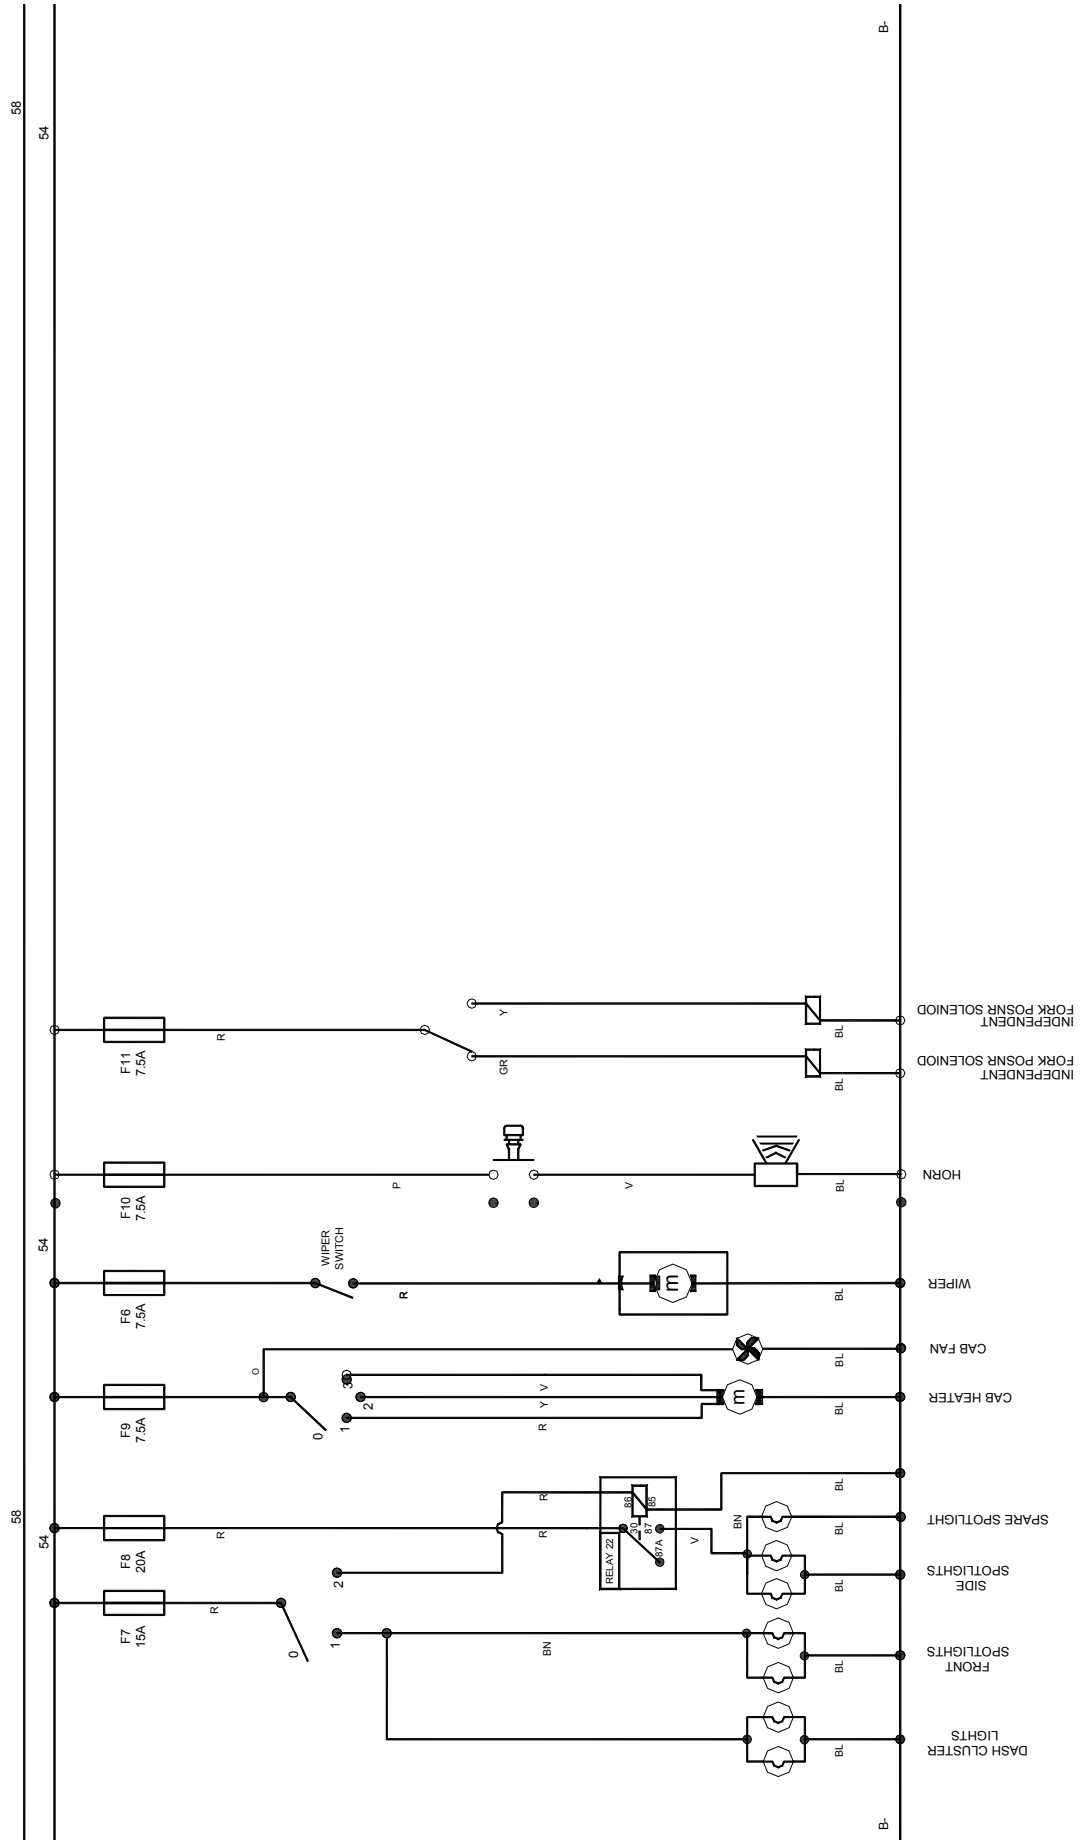 58
54
B-
F11
7.5A
R
Y
GR
BL
BL
INDEPENDENT
FORK POSNR SOLENIOD
INDEPENDENT
FORK POSNR SOLENIOD
F10
7.5A
P
V
BL
HORN
54
F6
7.5A
WIPER
SWITCH
R
m
BL
WIPER
O
BL
CAB FAN
F9
7.5A
0
3
2
1
V
Y
R
m
BL
CAB HEATER
58
54
F8
20A
R
R
R
RELAY 22
86
85
30
87
87A
V
BN
BL
BL
SPARE SPOTLIGHT
BL
SIDE
SPOTLIGHTS
F7
15A
R
0
2
1
BN
BL
FRONT
SPOTLIGHTS
BL
DASH CLUSTER
LIGHTS
B-